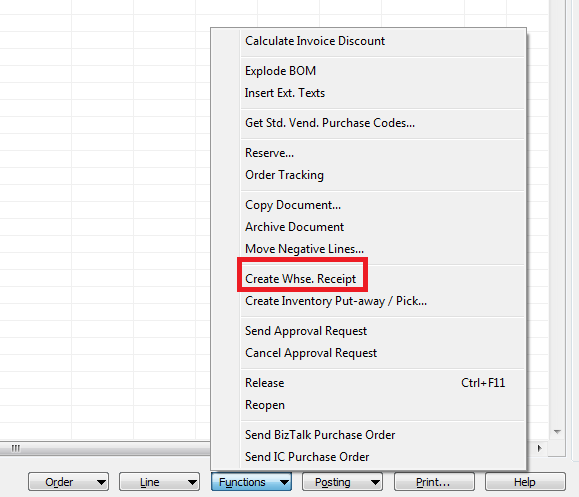 Calculate Invoice Discount
Explode BOM
Insert Ext. Texts
Get Std. Vend. Purchase Codes...
Reserve...
Order Tracking
Copy Document...
Archive Document
Move Negative Lines...
Create Whse. Receipt
Create Inventory Put-away / Pick...
Send Approval Request
Cancel Approval Request
Release Ctrl+F11
Reopen
Send BizTalk Purchase Order
Send IC Purchase Order
Order Line Functions Posting Print... Help